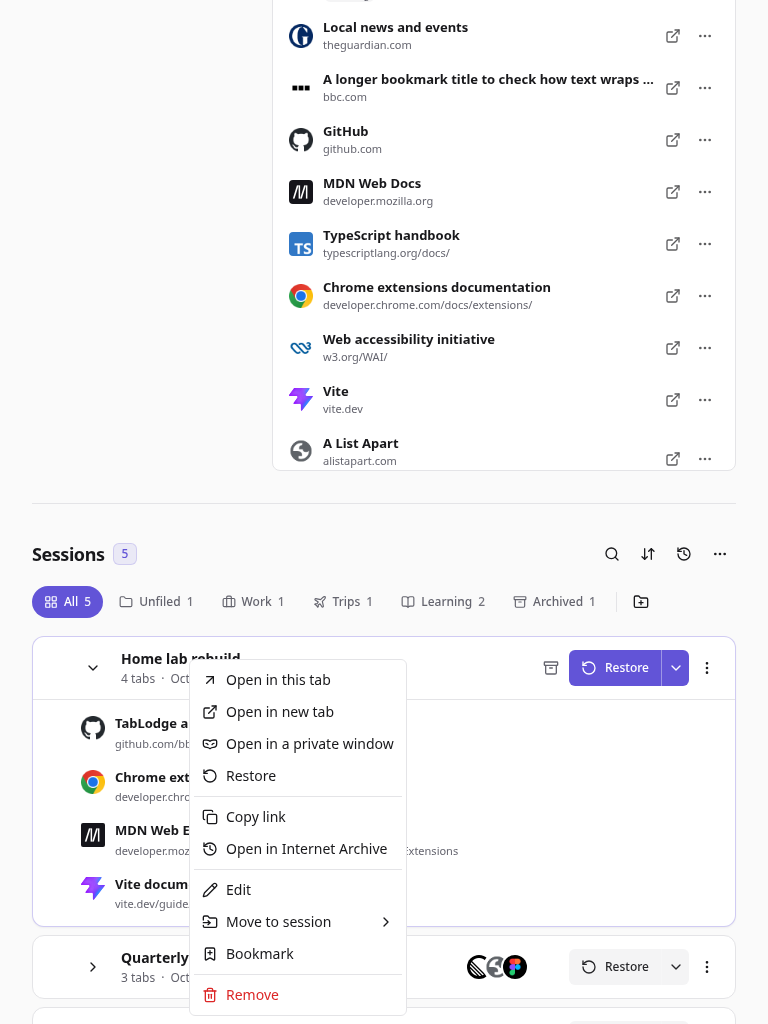 Local news and events
theguardian.com
A longer bookmark title to check how text wraps ...
bbc.com
GitHub
github.com
MDN Web Docs
developer.mozilla.org
TypeScript handbook
typescriptlang.org/docs/
Chrome extensions documentation
developer.chrome.com/docs/extensions/
Web accessibility initiative
w3.org/WAI/
Vite
vite.dev
A List Apart
alistapart.com
Sessions 5
All 5 Unfiled 1 Work 1 Trips 1 Learning 2 Archived 1
Home lab rebuild
4 tabs · Oct
Restore
TabLodge a
github.com/bb
Chrome ext
developer.chro
MDN Web E
developer.moz
Extensions
Vite docum
vite.dev/guide
Open in this tab
Open in new tab
Open in a private window
Restore
Copy link
Open in Internet Archive
Edit
Move to session
Bookmark
Remove
Quarterly
3 tabs · Oct
Restore